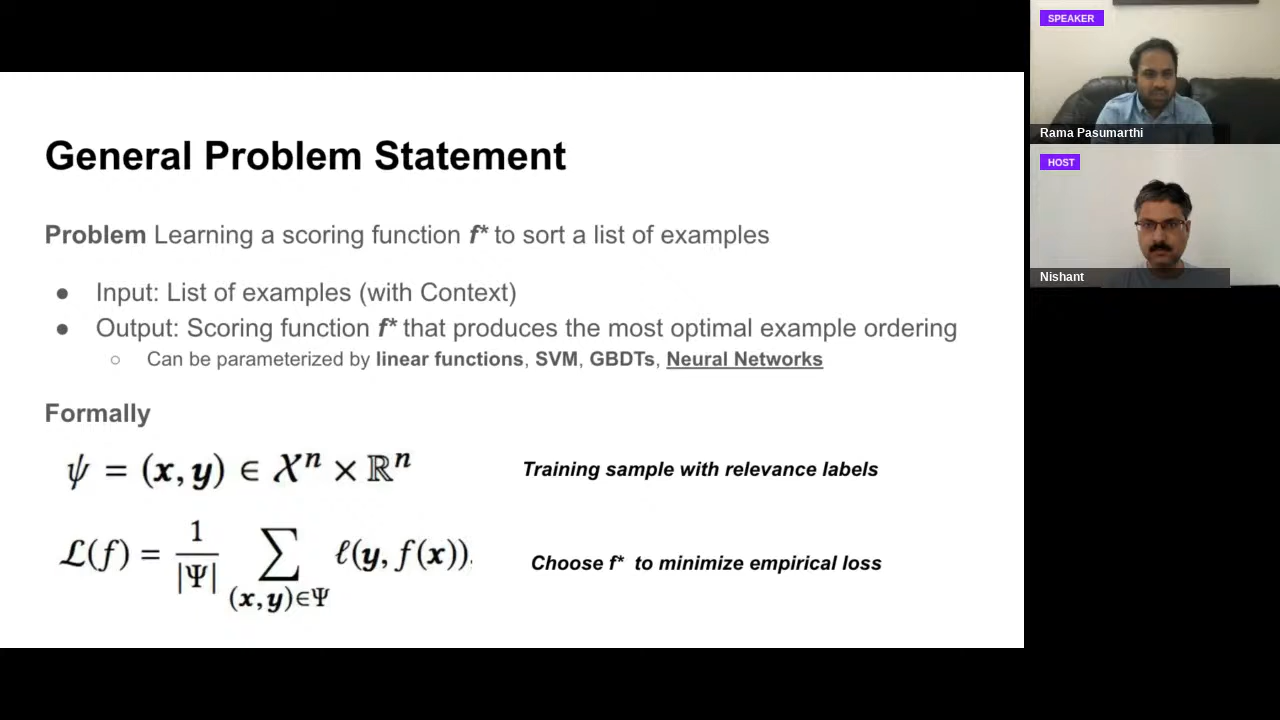 General Problem Statement
Problem Learning a scoring function f* to sort a list of examples
● Input: List of examples (with Context)
● Output: Scoring function f* that produces the most optimal example ordering
○ Can be parameterized by linear functions, SVM, GBDTs, Neural Networks
Formally
ψ = (x, y) ∈ 𝒳ⁿ × ℝⁿ
Training sample with relevance labels
ℒ(f) = 1/|Ψ| ∑_{(x,y)∈Ψ} ℓ(y, f(x)).
Choose f* to minimize empirical loss
SPEAKER
Rama Pasumarthi
HOST
Nishant